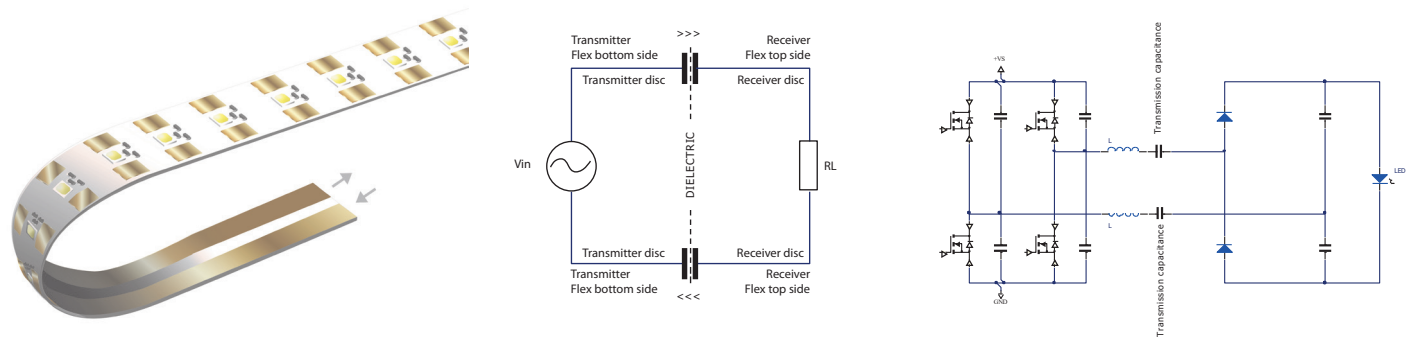 Transmitter
Flex bottom side
>>>
Receiver
Flex top side
Transmitter disc
Receiver disc
Vin
DIELECTRIC
RL
Transmitter disc
Receiver disc
Transmitter
Flex bottom side
Receiver
Flex top side
<<<
+VS
Transmission capacitance
L
LED
L
GND
Transmission capacitance